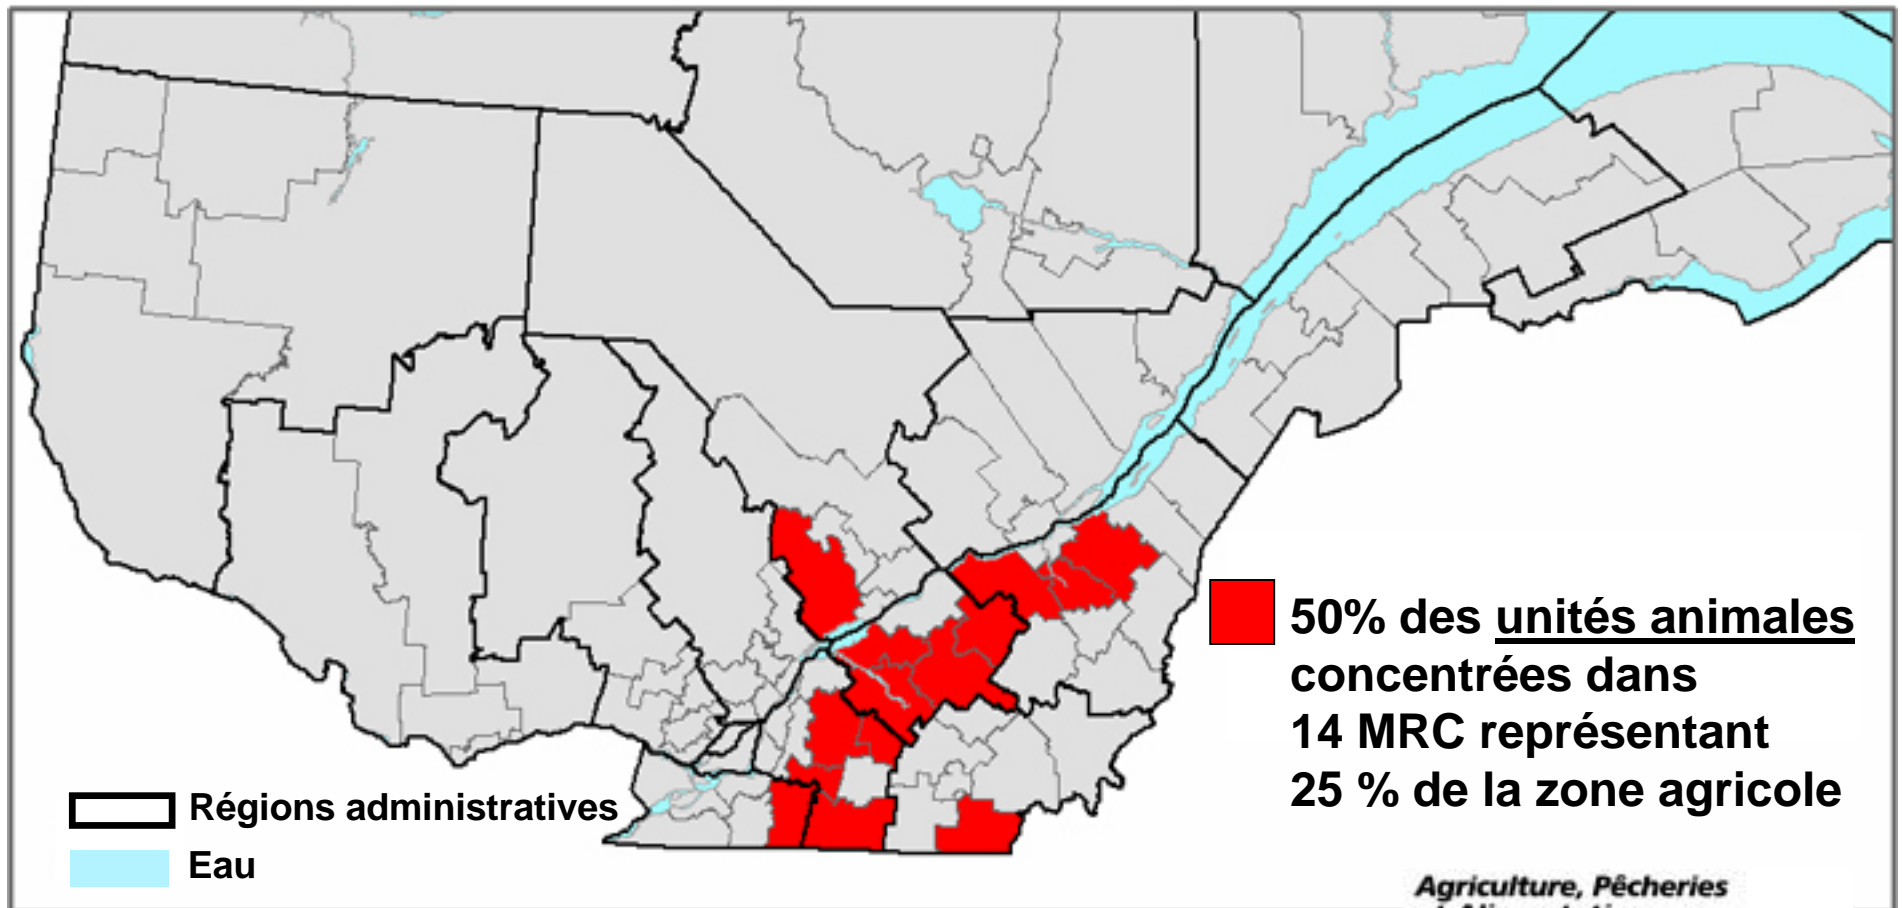 50% des unités animales
concentrées dans
14 MRC représentant
25 % de la zone agricole
Régions administratives
Eau
Agriculture, Pêcheries